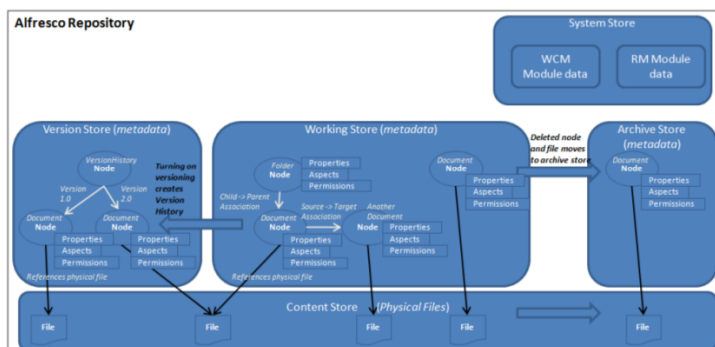 Alfresco Repository
System Store
WCM
Module data
RM Module
data
Version Store (metadata)
VersionHistory
Node
Version
1.0
Version
2.0
Document
Node
Document
Node
Properties
Aspects
Permissions
References physical file
Turning on
versioning
creates
Version
History
Working Store (metadata)
Folder
Node
Properties
Aspects
Permissions
Child -> Parent
Association
Document
Node
Source -> Target
Association
Another
Document
Node
Properties
Aspects
Permissions
Properties
Aspects
Permissions
References physical file
Document
Node
Properties
Aspects
Permissions
Deleted node
and file moves
to archive store
Archive Store
(metadata)
Document
Node
Properties
Aspects
Permissions
Content Store (Physical Files)
File
File
File
File
File